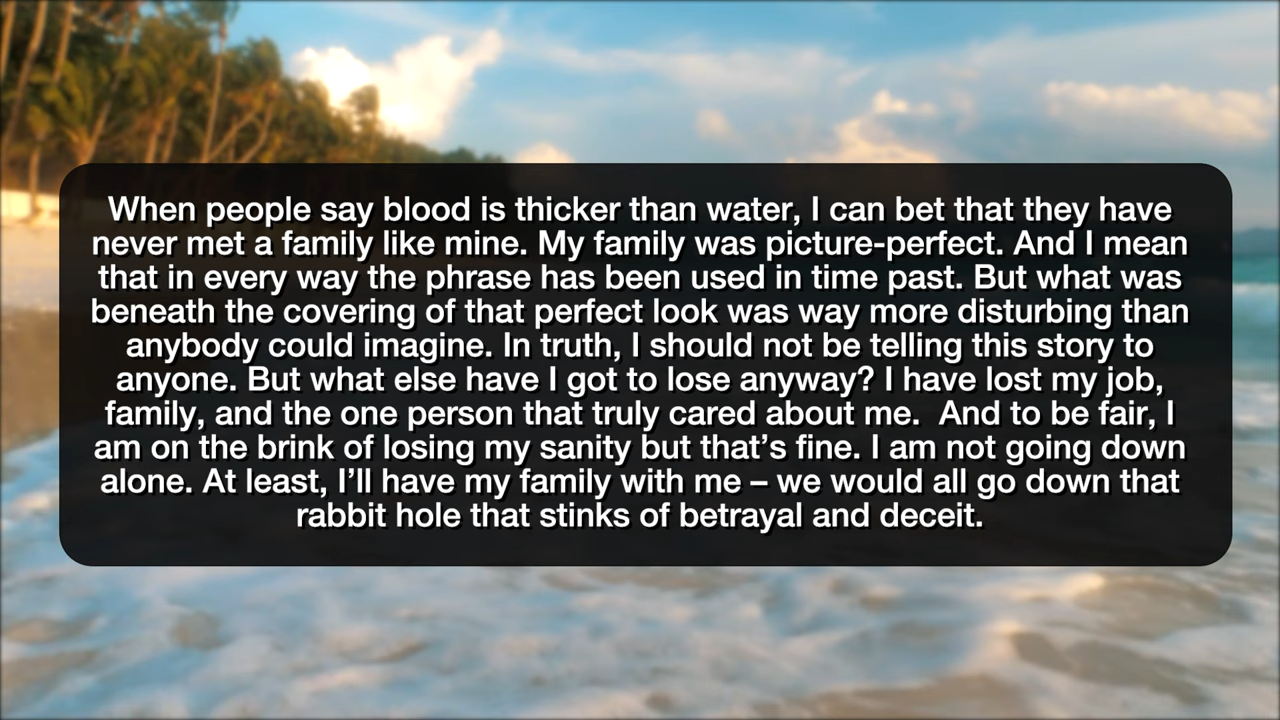 When people say blood is thicker than water, I can bet that they have
never met a family like mine. My family was picture-perfect. And I mean
that in every way the phrase has been used in time past. But what was
beneath the covering of that perfect look was way more disturbing than
anybody could imagine. In truth, I should not be telling this story to
anyone. But what else have I got to lose anyway? I have lost my job,
family, and the one person that truly cared about me.  And to be fair, I
am on the brink of losing my sanity but that’s fine. I am not going down
alone. At least, I’ll have my family with me – we would all go down that
rabbit hole that stinks of betrayal and deceit.